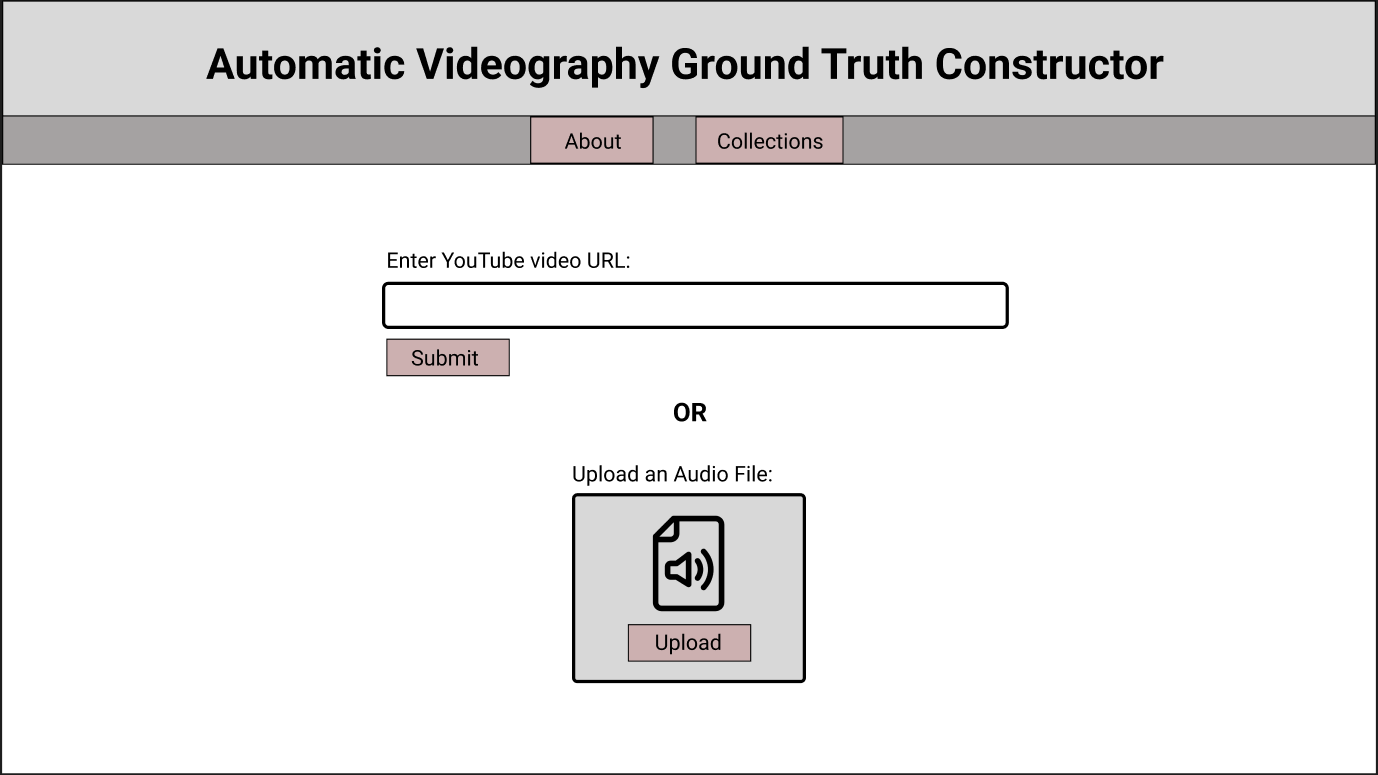 Automatic Videography Ground Truth Constructor
About Collections
Enter YouTube video URL:
Submit
OR
Upload an Audio File:
Upload